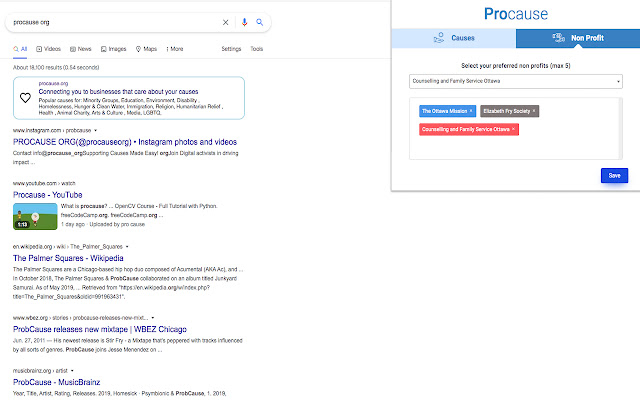 procause org
All
Videos
News
Images
Maps
More
Settings
Tools
About 18,100 results (0.54 seconds)
procause.org
Connecting you to businesses that care about your causes
Popular causes for: Minority Groups, Education, Environment, Disability ,
Homelessness, Hunger & Clean Water, Immigration, Religion, Humanitarian Relief ,
Health , Animal Charity, Arts & Culture , Media, LGBTQ,
www.instagram.com › probcause
PROCAUSE ORG(@procauseorg) • Instagram photos and videos
Contact info@procause_orgSupporting Causes Made Easy! orgJoin Digital activists in driving
impact ...
www.youtube.com › watch
Procause - YouTube
1:13
What is procause? ... OpenCV Course - Full Tutorial with Python.
freeCodeCamp.org. freeCodeCamp.org ...
1 day ago · Uploaded by pro cause
en.wikipedia.org › wiki › The_Palmer_Squares
The Palmer Squares - Wikipedia
The Palmer Squares are a Chicago-based hip hop duo composed of Acumental (AKA Ac), and ...
In October 2018, The Palmer Squares & ProbCause collaborated on an album titled Junkyard
Samurai. As of May 2019, ... Retrieved from "https://en.wikipedia.org/w/index.php?
title=The_Palmer_Squares&oldid=991963431".
www.wbez.org › stories › probcause-releases-new-mixt...
ProbCause releases new mixtape | WBEZ Chicago
Jun. 27, 2011 — His newest release is Stir Fry - a Mixtape that's peppered with tracks influenced
by all sorts of genres. ProbCause joins Jesse Menendez on ...
musicbrainz.org › artist
ProbCause - MusicBrainz
Year, Title, Artist, Rating, Releases. 2019, Homesick · Psymbionic & ProbCause, 1. 2019,
Procause
Causes
Non Profit
Select your preferred non profits (max 5)
Counselling and Family Service Ottawa
The Ottawa Mission ×
Elizabeth Fry Society ×
Counselling and Family Service Ottawa ×
Save